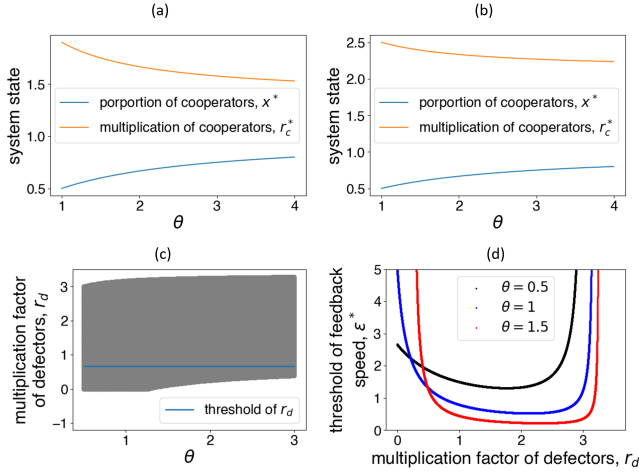 (a)
system state
1.5
1.0
0.5
porportion of cooperators, x*
multiplication of cooperators, r_c*
1
2
3
4
θ
(b)
system state
2.5
2.0
1.5
1.0
0.5
porportion of cooperators, x*
multiplication of cooperators, r_c*
1
2
3
4
θ
(c)
multiplication factor
of defectors, r_d
3
2
1
0
−1
threshold of r_d
1
2
3
θ
(d)
threshold of feedback
speed, ε*
5
4
3
2
1
0
θ = 0.5
θ = 1
θ = 1.5
0
1
2
3
multiplication factor of defectors, r_d